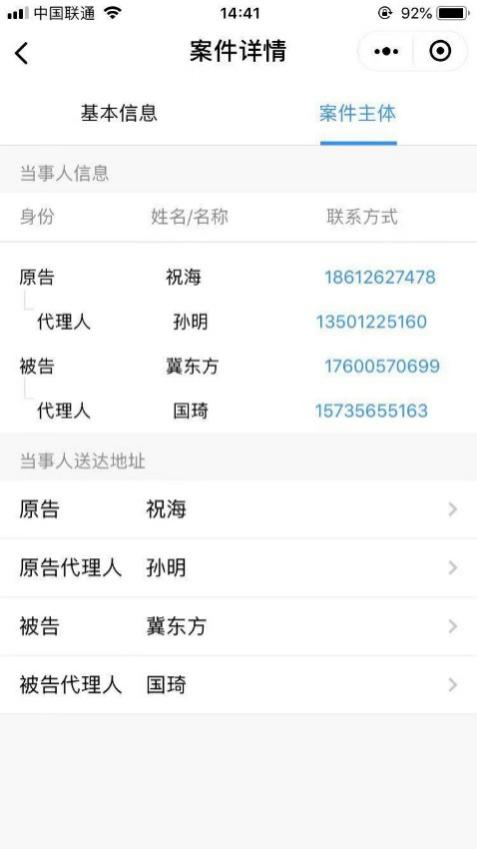 中国联通 14:41 92%
案件详情
基本信息 案件主体
当事人信息
身份 姓名/名称 联系方式
原告 祝海 18612627478
代理人 孙明 13501225160
被告 冀东方 17600570699
代理人 国琦 15735655163
当事人送达地址
原告 祝海
原告代理人 孙明
被告 冀东方
被告代理人 国琦